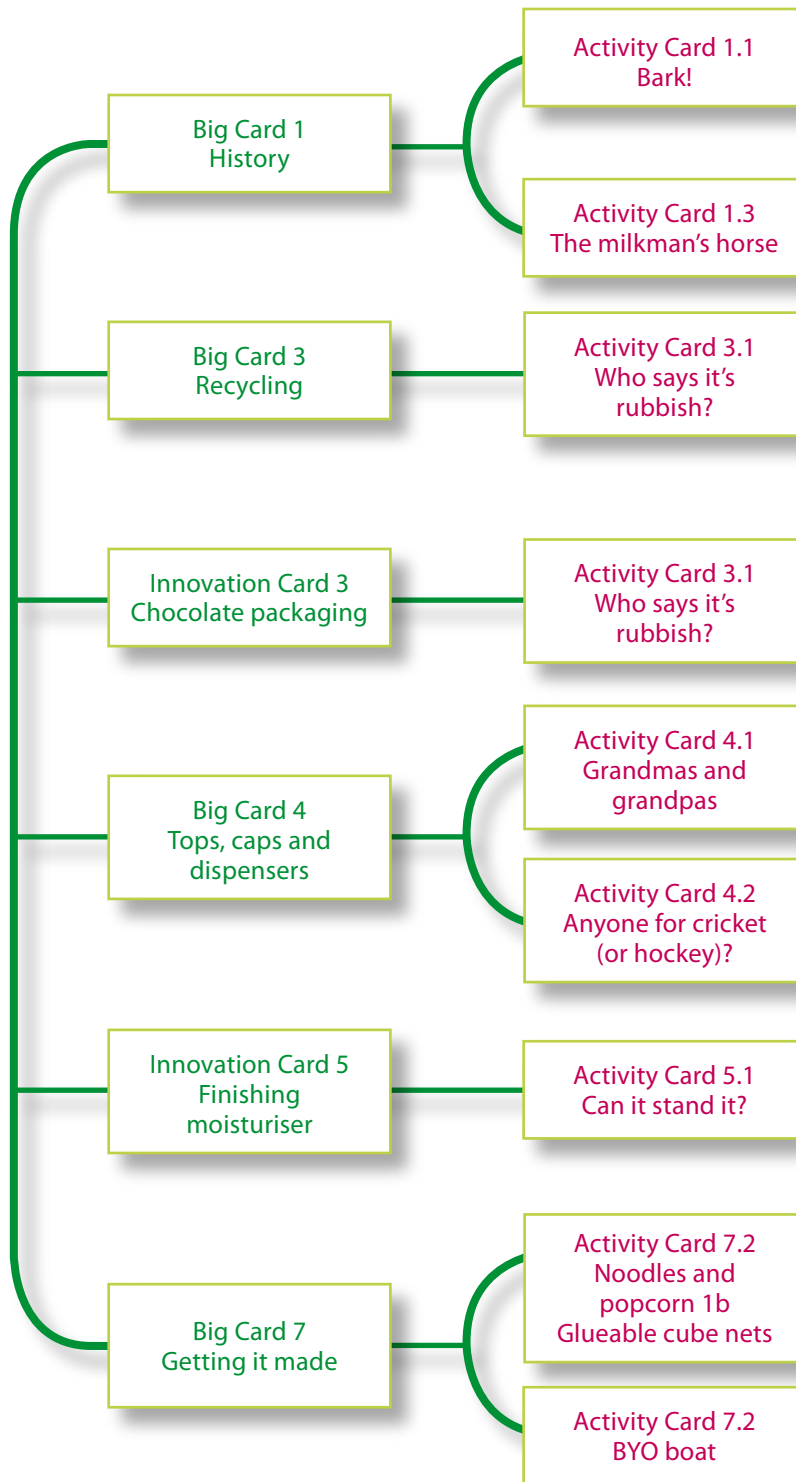 Big Card 1
History
Activity Card 1.1
Bark!
Activity Card 1.3
The milkman’s horse
Big Card 3
Recycling
Activity Card 3.1
Who says it’s
rubbish?
Innovation Card 3
Chocolate packaging
Activity Card 3.1
Who says it’s
rubbish?
Big Card 4
Tops, caps and
dispensers
Activity Card 4.1
Grandmas and
grandpas
Activity Card 4.2
Anyone for cricket
(or hockey)?
Innovation Card 5
Finishing
moisturiser
Activity Card 5.1
Can it stand it?
Big Card 7
Getting it made
Activity Card 7.2
Noodles and
popcorn 1b
Glueable cube nets
Activity Card 7.2
BYO boat